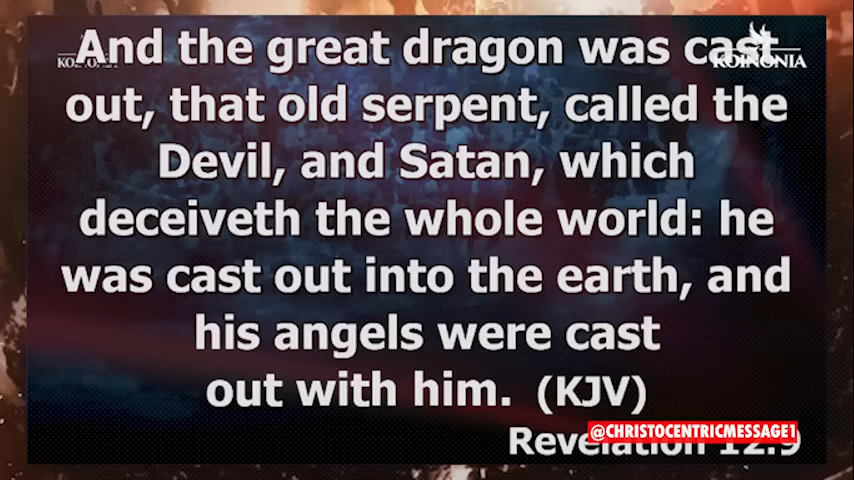 And the great dragon was cast
out, that old serpent, called the
Devil, and Satan, which
deceiveth the whole world: he
was cast out into the earth, and
his angels were cast
out with him. (KJV)
Revelation 12:9
@CHRISTOCENTRICMESSAGE1
KOINONIA
KOINONIA